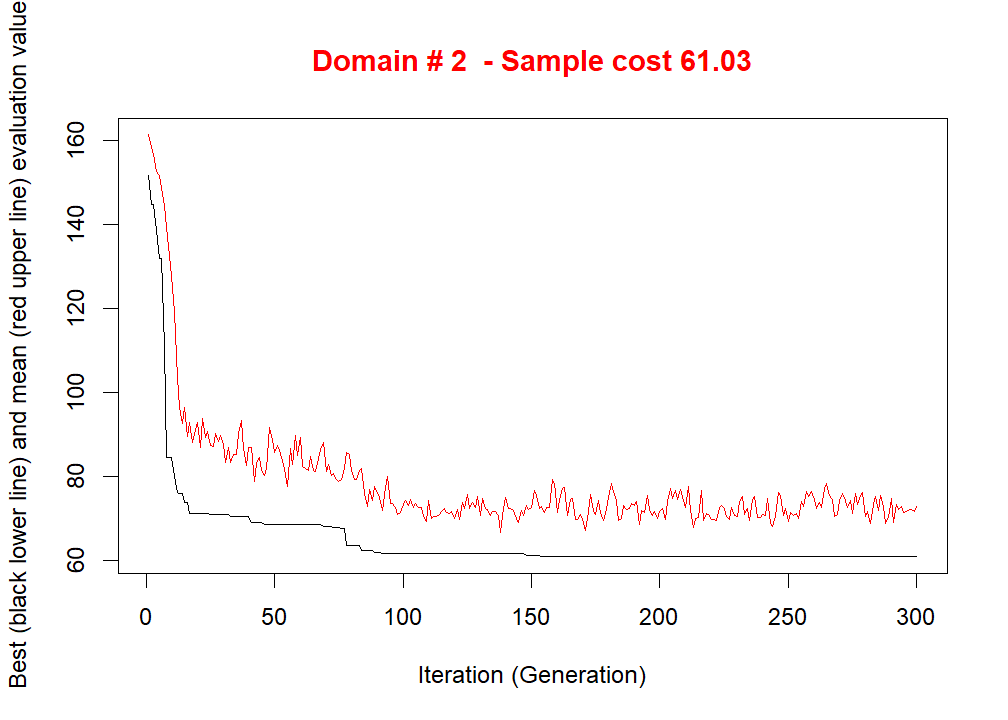 Domain # 2  - Sample cost 61.03
Best (black lower line) and mean (red upper line) evaluation value
160
140
120
100
80
60
0 50 100 150 200 250 300
Iteration (Generation)